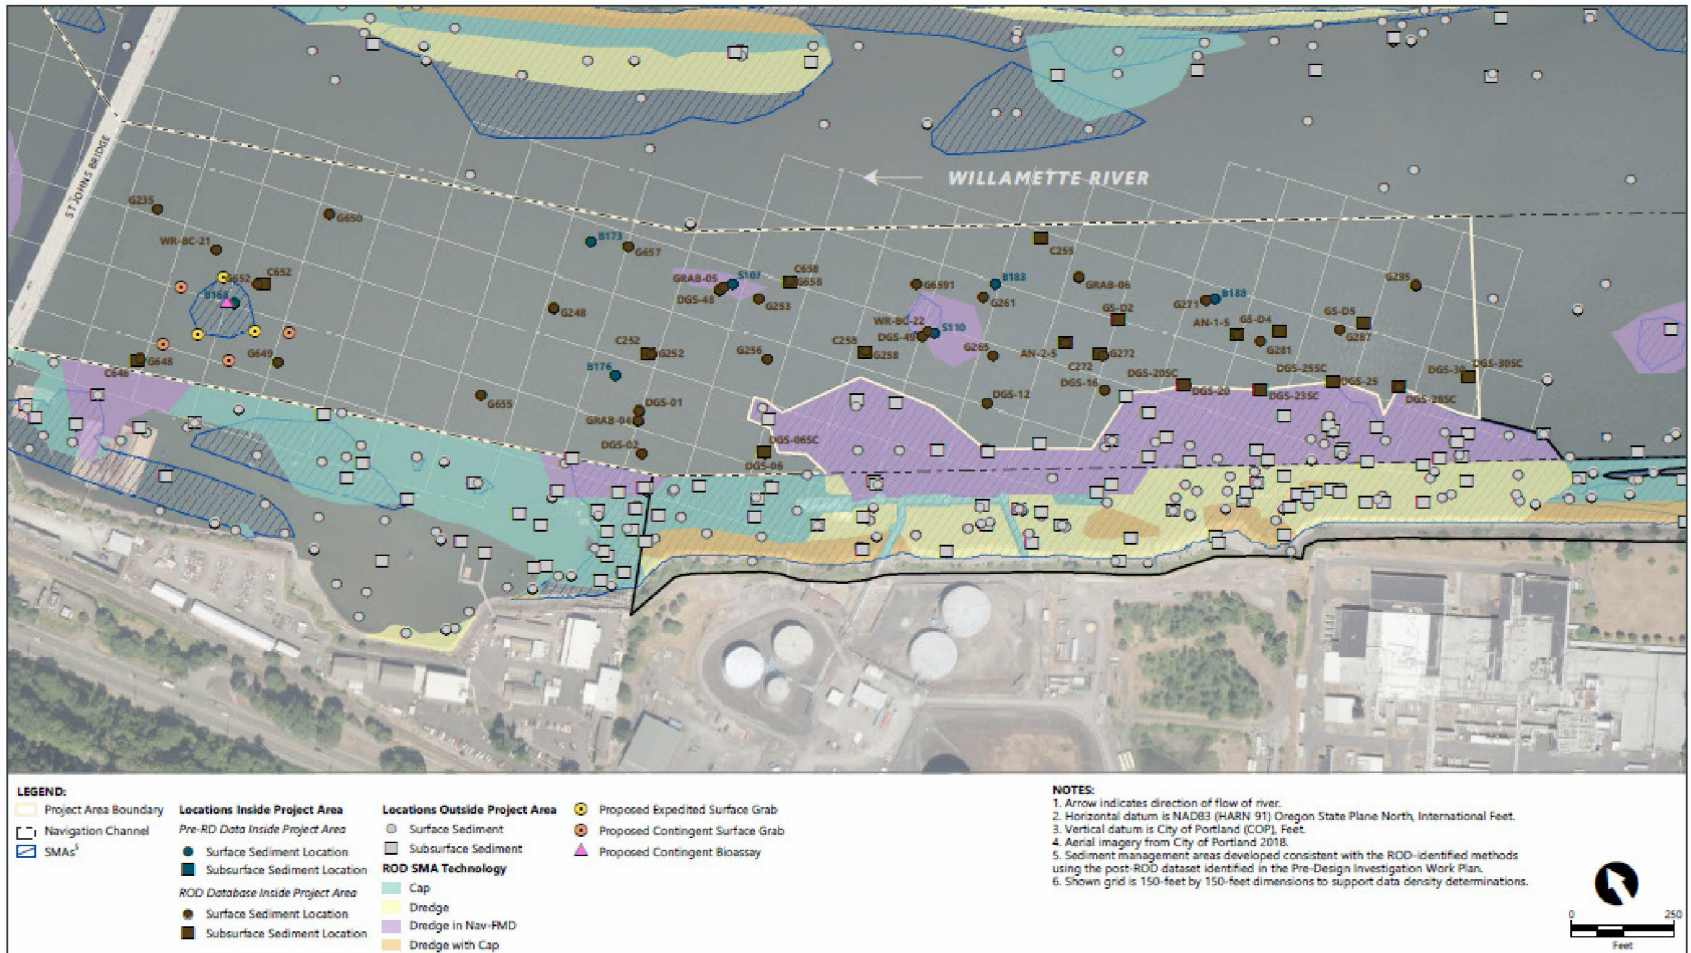 ST JOHNS BRIDGE
WILLAMETTE RIVER
G235
G650
WR-BC-21
B173
G657
G652
C652
B168
GRAB-05
S107
C658
G658
DGS-48
G253
G6591
B183
G261
C255
GRAB-06
G285
G271
B188
G248
WR-BC-22
S110
DGS-49
GS-D2
AN-1-5
GS-D4
GS-D5
G281
G287
C252
G252
G256
C258
G258
G265
AN-2-5
C272
G272
G649
G648
C648
B176
G655
DGS-01
GRAB-04
DGS-02
DGS-12
DGS-16
DGS-20SC
DGS-20
DGS-25SC
DGS-25
DGS-23SC
DGS-30
DGS-30SC
DGS-28SC
DGS-06SC
DGS-06
LEGEND:
Project Area Boundary
Navigation Channel
SMAs5
Locations Inside Project Area
Pre-RD Data Inside Project Area
Surface Sediment Location
Subsurface Sediment Location
ROD Database Inside Project Area
Surface Sediment Location
Subsurface Sediment Location
Locations Outside Project Area
Surface Sediment
Subsurface Sediment
ROD SMA Technology
Cap
Dredge
Dredge in Nav-FMD
Dredge with Cap
Proposed Expedited Surface Grab
Proposed Contingent Surface Grab
Proposed Contingent Bioassay
NOTES:
1. Arrow indicates direction of flow of river.
2. Horizontal datum is NAD83 (HARN 91) Oregon State Plane North, International Feet.
3. Vertical datum is City of Portland (COP), Feet.
4. Aerial imagery from City of Portland 2018.
5. Sediment management areas developed consistent with the ROD-identified methods
using the post-ROD dataset identified in the Pre-Design Investigation Work Plan.
6. Shown grid is 150-feet by 150-feet dimensions to support data density determinations.
0 250
Feet